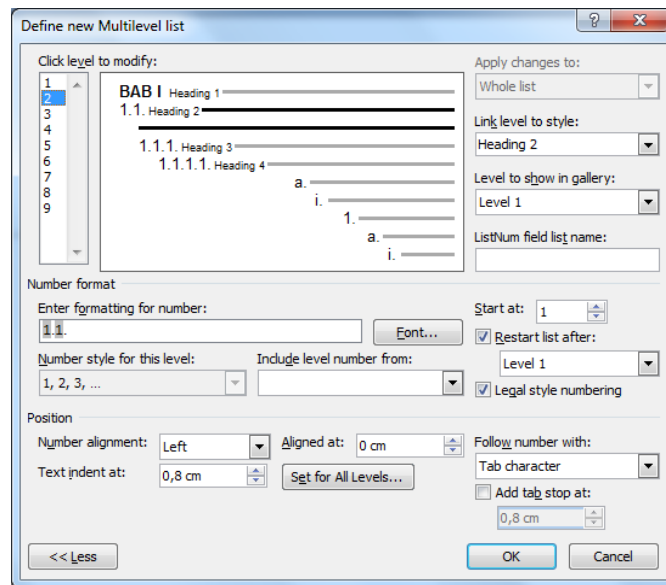 Define new Multilevel list
Click level to modify:
1
2
3
4
5
6
7
8
9
BAB I Heading 1
1.1. Heading 2
1.1.1. Heading 3
1.1.1.1. Heading 4
a.
i.
1.
a.
i.
Apply changes to:
Whole list
Link level to style:
Heading 2
Level to show in gallery:
Level 1
ListNum field list name:
Number format
Enter formatting for number:
1.1.
Font...
Number style for this level:
1, 2, 3, ...
Include level number from:
Start at: 1
Restart list after:
Level 1
Legal style numbering
Position
Number alignment: Left
Aligned at: 0 cm
Text indent at: 0,8 cm
Set for All Levels...
Follow number with:
Tab character
Add tab stop at:
0,8 cm
<< Less
OK
Cancel